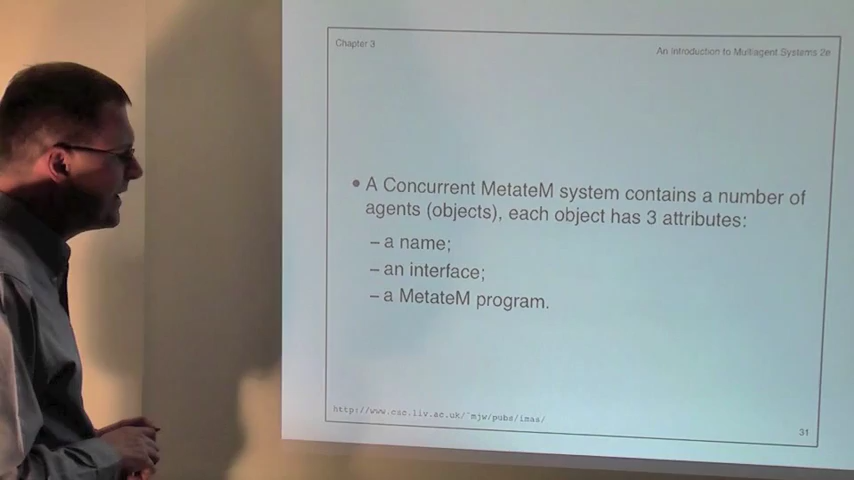 Chapter 3
An Introduction to Multiagent Systems 2e
• A Concurrent MetateM system contains a number of
agents (objects), each object has 3 attributes:
– a name;
– an interface;
– a MetateM program.
http://www.csc.liv.ac.uk/~mjw/pubs/imas/
31